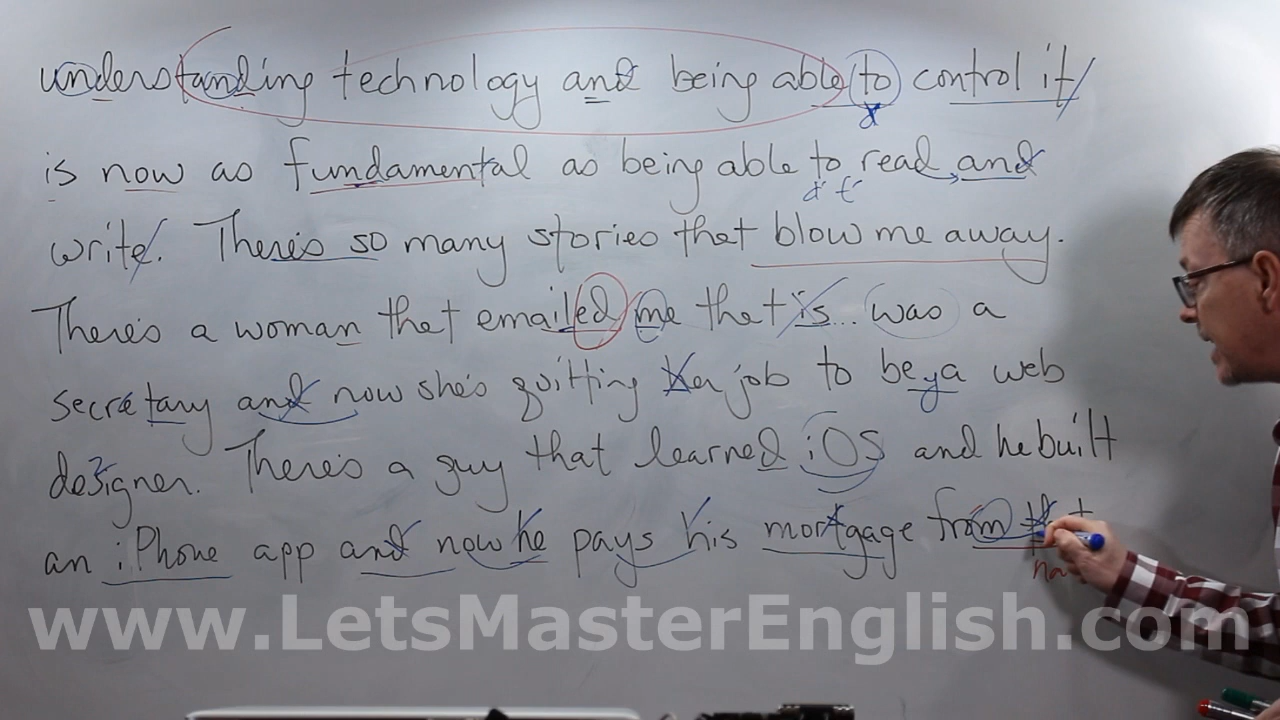 understanding technology and being able to control it
is now as fundamental as being able to read and
write. There's so many stories that blow me away.
There's a woman that emailed me that is... was a
secretary and now she's quitting her job to be a web
designer. There's a guy that learned iOS and he built
an iPhone app and now he pays his mortgage from
www.LetsMasterEnglish.com